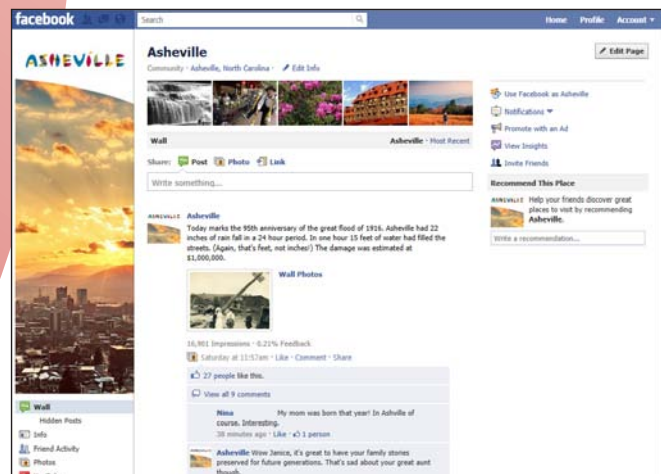 facebook
Search
Home Profile Account
ASHEVILLE
Asheville
Community · Asheville, North Carolina · Edit Info
Edit Page
Wall
Asheville · Most Recent
Share: Post Photo Link
Write something...
Use Facebook as Asheville
Notifications
Promote with an Ad
View Insights
Invite Friends
Recommend This Place
ASHEVILLE
Help your friends discover great
places to visit by recommending
Asheville.
Write a recommendation...
ASHEVILLE
Asheville
Today marks the 95th anniversary of the great flood of 1916. Asheville had 22
inches of rain fall in a 24 hour period. In one hour 15 feet of water had filled the
streets. (Again, that's feet, not inches!) The damage was estimated at
$1,000,000.
Wall Photos
16,901 Impressions · 0.21% Feedback
Saturday at 11:57am · Like · Comment · Share
27 people like this.
View all 9 comments
Nina My mom was born that year! In Ashville of
course. Interesting.
38 minutes ago · Like · 1 person
Asheville Wow Janice, it's great to have your family stories
preserved for future generations. That's sad about your great aunt
though.
Wall
Hidden Posts
Info
Friend Activity
Photos